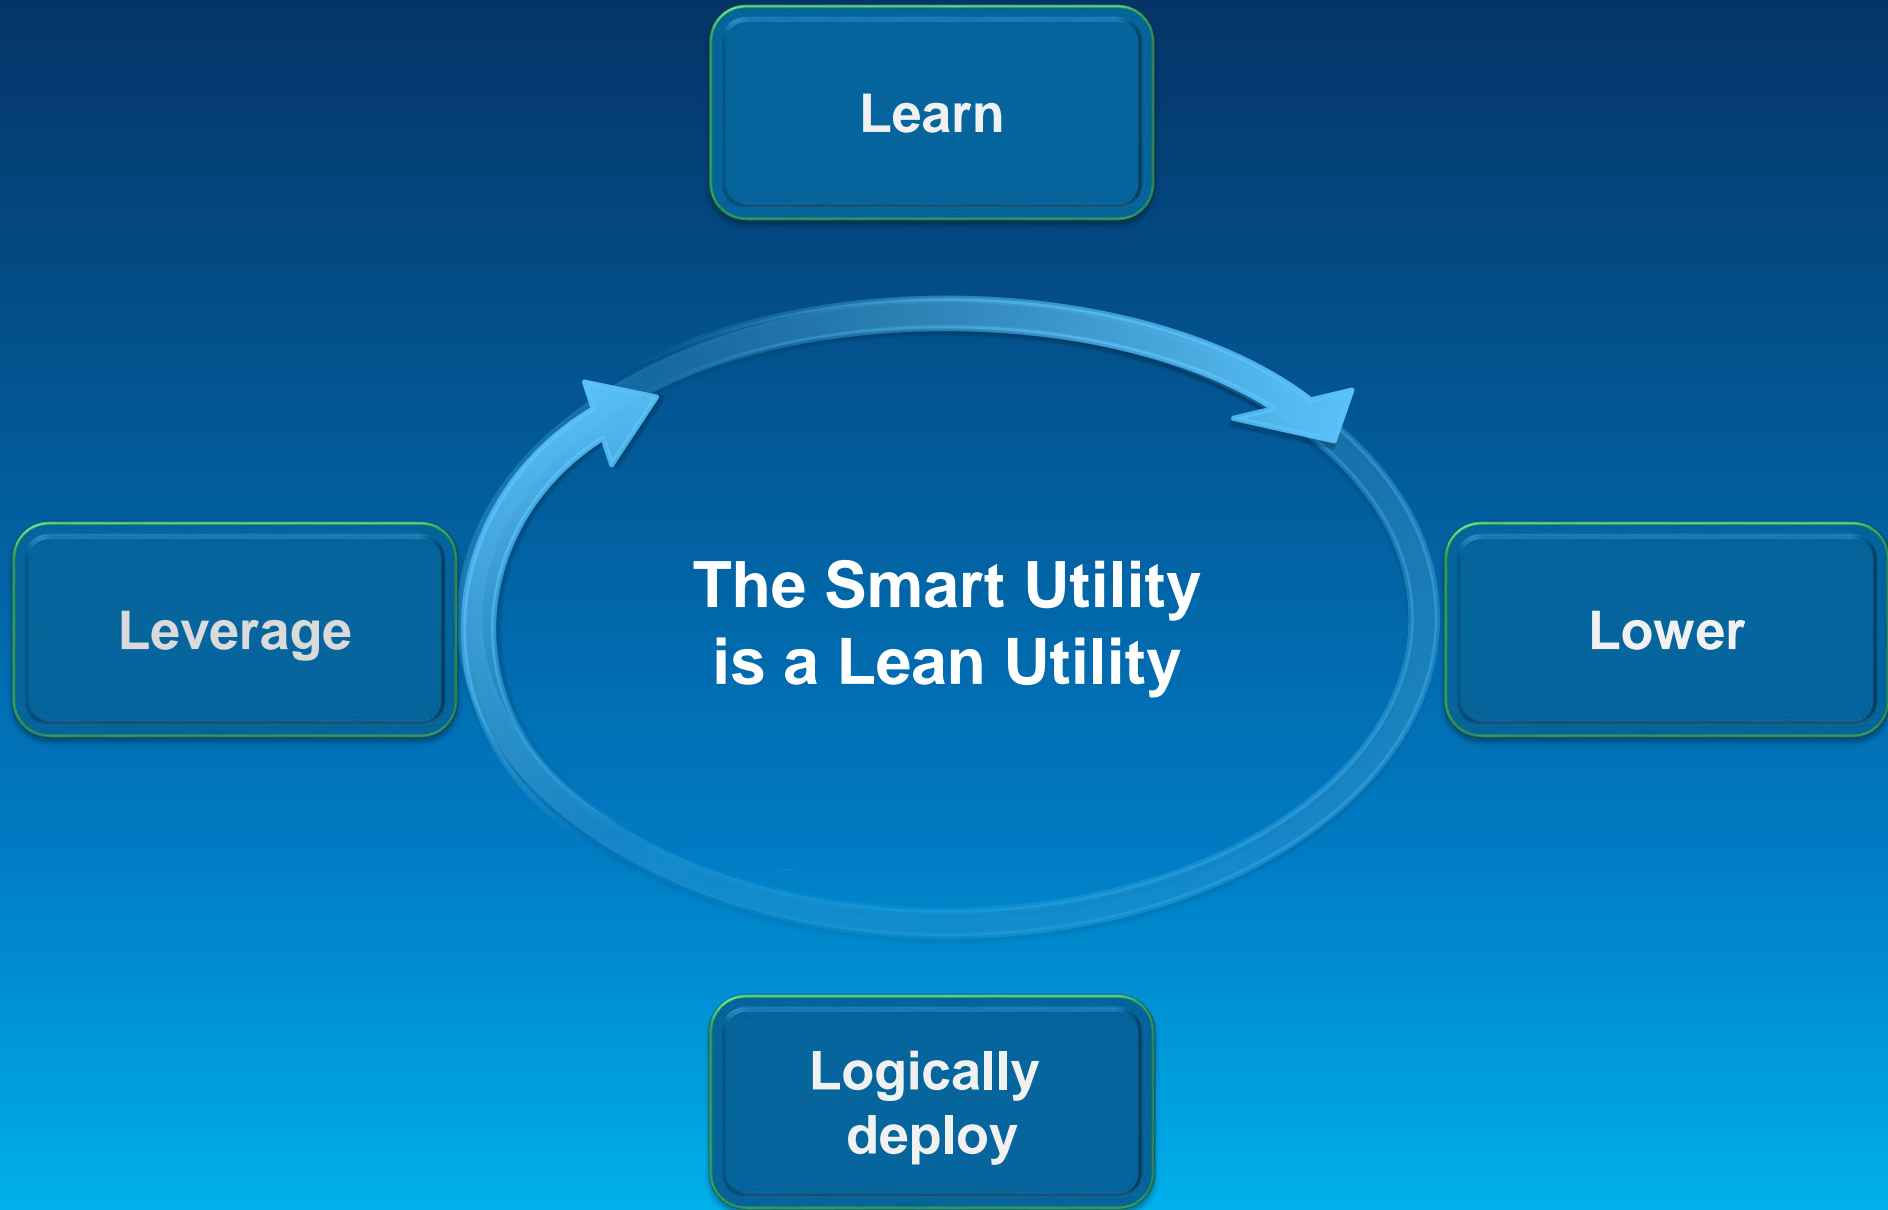 Learn
The Smart Utility
is a Lean Utility
Leverage
Lower
Logically
deploy